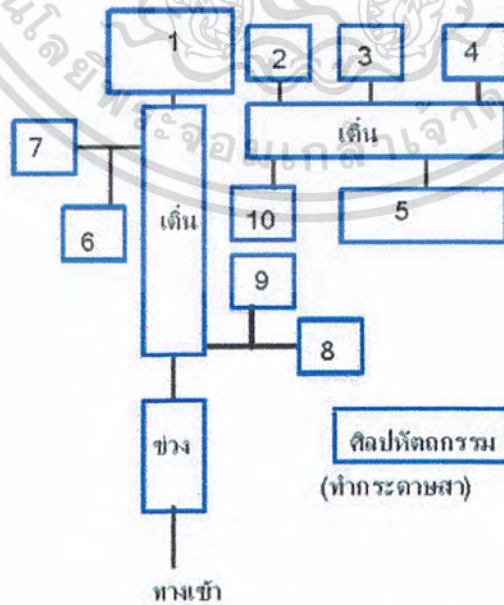 1
2 3 4
เติ่น
7
6
เติ่น
10 5
9
8
ข่วง
ศิลปหัตถกรรม
(ทำกระดาษสา)
ทางเข้า